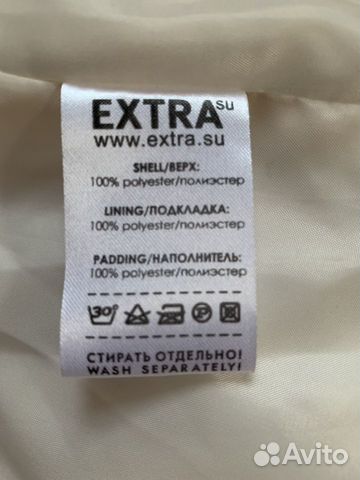 EXTRA su
www.extra.su
SHELL/ВЕРХ:
100% polyester/полиэстер
LINING/ПОДКЛАДКА:
100% polyester/полиэстер
PADDING/НАПОЛНИТЕЛЬ:
100% polyester/полиэстер
30° P
СТИРАТЬ ОТДЕЛЬНО!
WASH SEPARATELY!
Avito